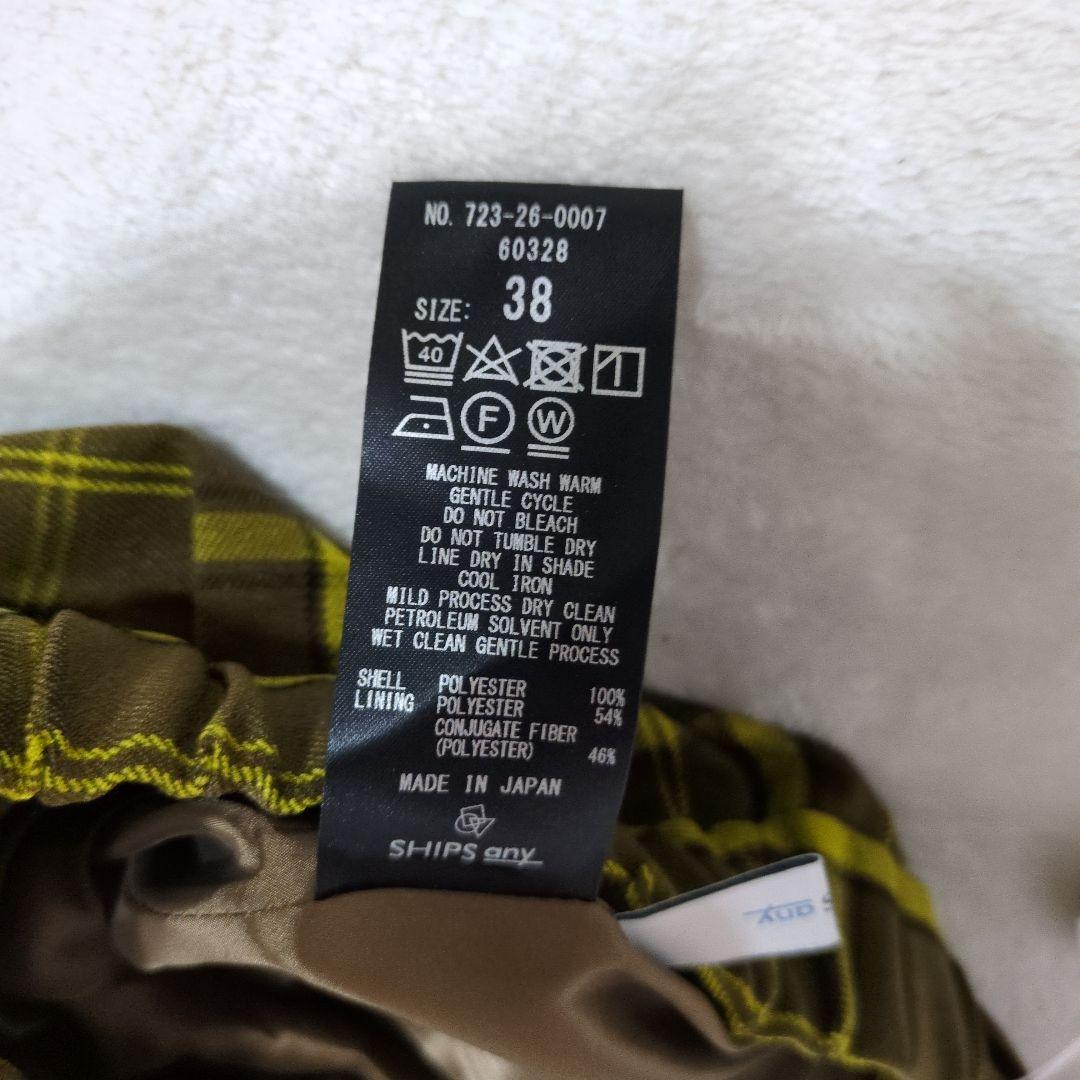 NO. 723-26-0007
60328
SIZE: 38
40
F W
MACHINE WASH WARM
GENTLE CYCLE
DO NOT BLEACH
DO NOT TUMBLE DRY
LINE DRY IN SHADE
COOL IRON
MILD PROCESS DRY CLEAN
PETROLEUM SOLVENT ONLY
WET CLEAN GENTLE PROCESS
SHELL POLYESTER 100%
LINING POLYESTER 54%
CONJUGATE FIBER
(POLYESTER) 46%
MADE IN JAPAN
SHIPS any
any S